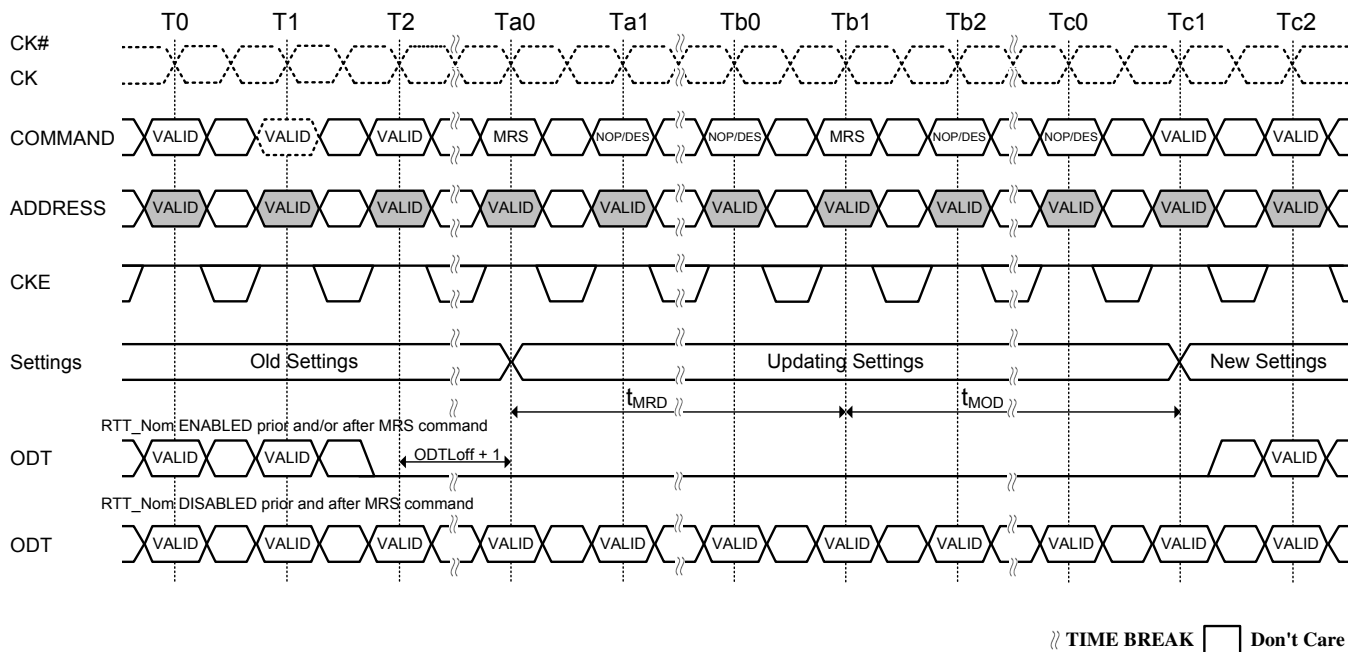 T0 T1 T2 Ta0 Ta1 Tb0 Tb1 Tb2 Tc0 Tc1 Tc2
CK#
CK
COMMAND VALID VALID VALID MRS NOP/DES NOP/DES MRS NOP/DES NOP/DES VALID VALID
ADDRESS VALID VALID VALID VALID VALID VALID VALID VALID VALID VALID VALID
CKE
Settings Old Settings Updating Settings New Settings
tMRD tMOD
RTT_Nom ENABLED prior and/or after MRS command
ODT VALID VALID ODTLoff + 1 VALID
RTT_Nom DISABLED prior and after MRS command
ODT VALID VALID VALID VALID VALID VALID VALID VALID VALID VALID VALID
TIME BREAK Don't Care